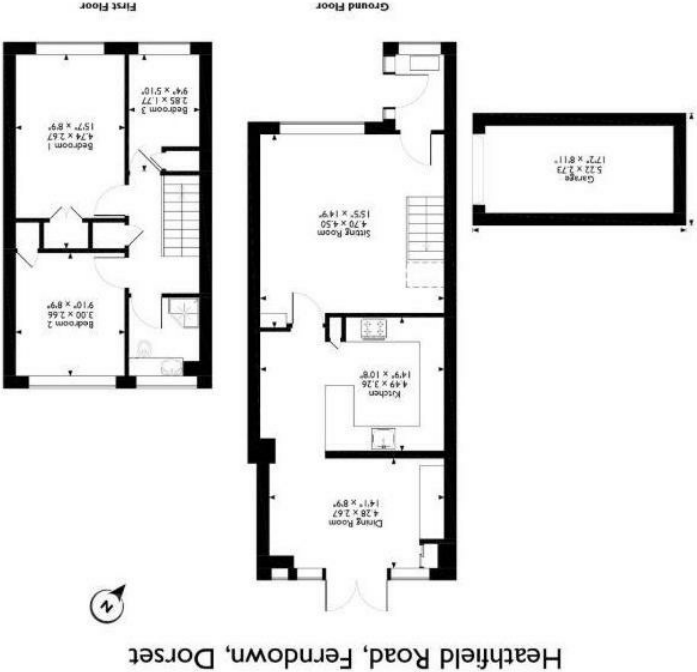 Heathfield Road, Ferndown, Dorset
N
Dining Room
4.28 x 2.67
14'1" x 8'9"
Kitchen
4.49 x 3.26
14'9" x 10'8"
Sitting Room
4.70 x 4.50
15'5" x 14'9"
Garage
5.22 x 2.73
17'2" x 8'11"
Ground Floor
Bedroom 2
3.00 x 2.66
9'10" x 8'9"
Bedroom 1
4.74 x 2.67
15'7" x 8'9"
Bedroom 3
2.85 x 1.77
9'4" x 5'10"
First Floor